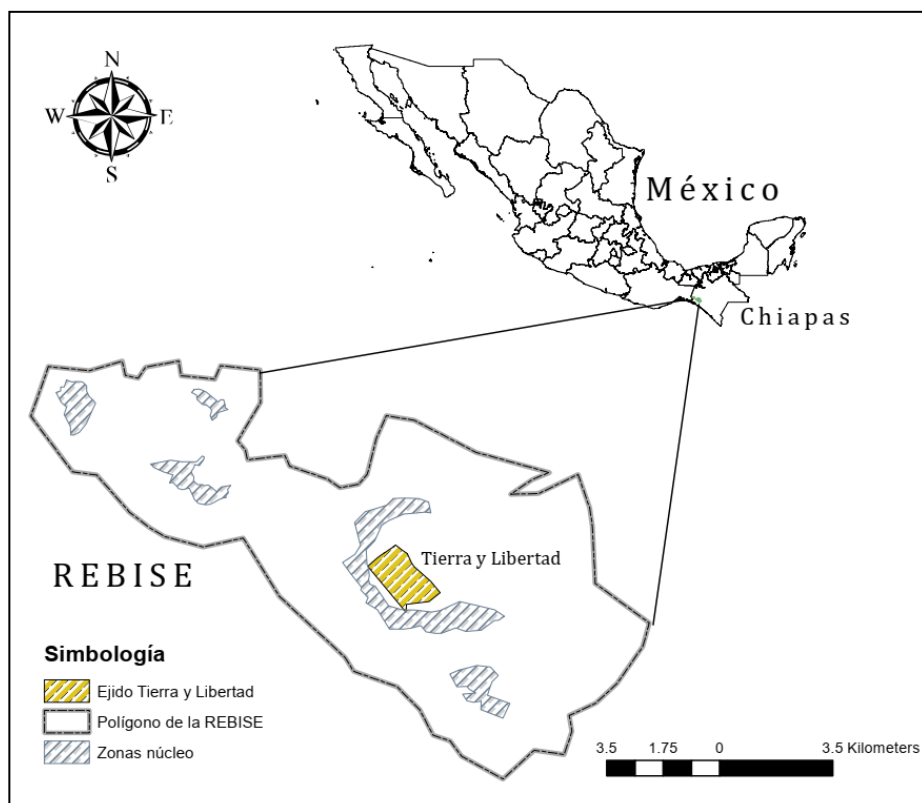 N
W E
S
México
Chiapas
Tierra y Libertad
REBISE
Simbología
Ejido Tierra y Libertad
Polígono de la REBISE
Zonas núcleo
3.5 1.75 0 3.5 Kilometers